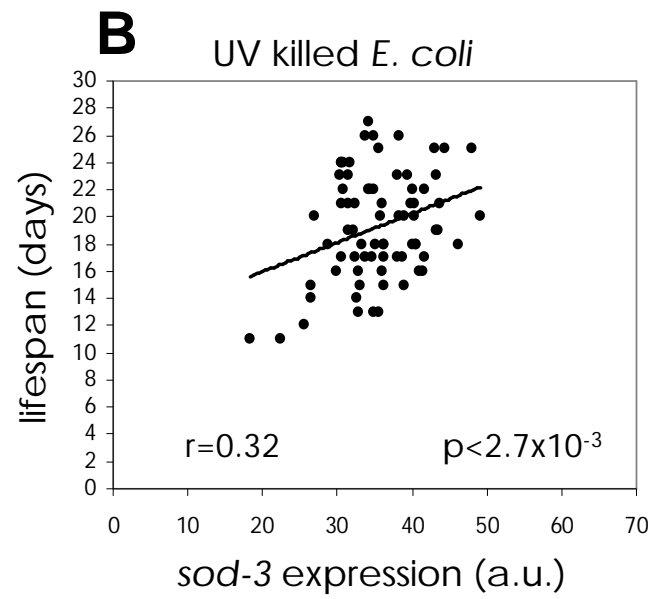 B
UV killed E. coli
30
28
26
24
22
20
18
16
14
12
10
8
6
4
2
0
lifespan (days)
r=0.32
p<2.7x10-3
0 10 20 30 40 50 60 70
sod-3 expression (a.u.)